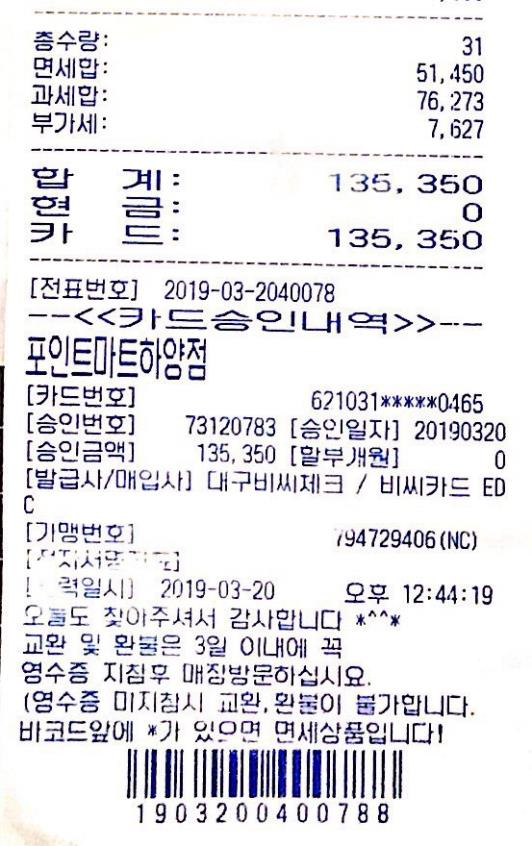 총수량: 31
면세합: 51,450
과세합: 76,273
부가세: 7,627
합 계: 135,350
현 금: 0
카 드: 135,350
[전표번호] 2019-03-2040078
--<<카드승인내역>>---
포인트마트하양점
[카드번호] 621031*****0465
[승인번호] 73120783 [승인일자] 20190320
[승인금액] 135,350 [할부개월] 0
[발급사/매입사] 대구비씨체크 / 비씨카드 ED
C
[가맹번호] 794729406(NC)
2019-03-20 오후 12:44:19
오늘도 찾아주셔서 감사합니다 *^^*
교환 및 환불은 3일 이내에 꼭
영수증 지참후 매장방문하십시요.
(영수증 미지참시 교환,환불이 불가합니다.
바코드앞에 *가 있으면 면세상품입니다!
1903200400788